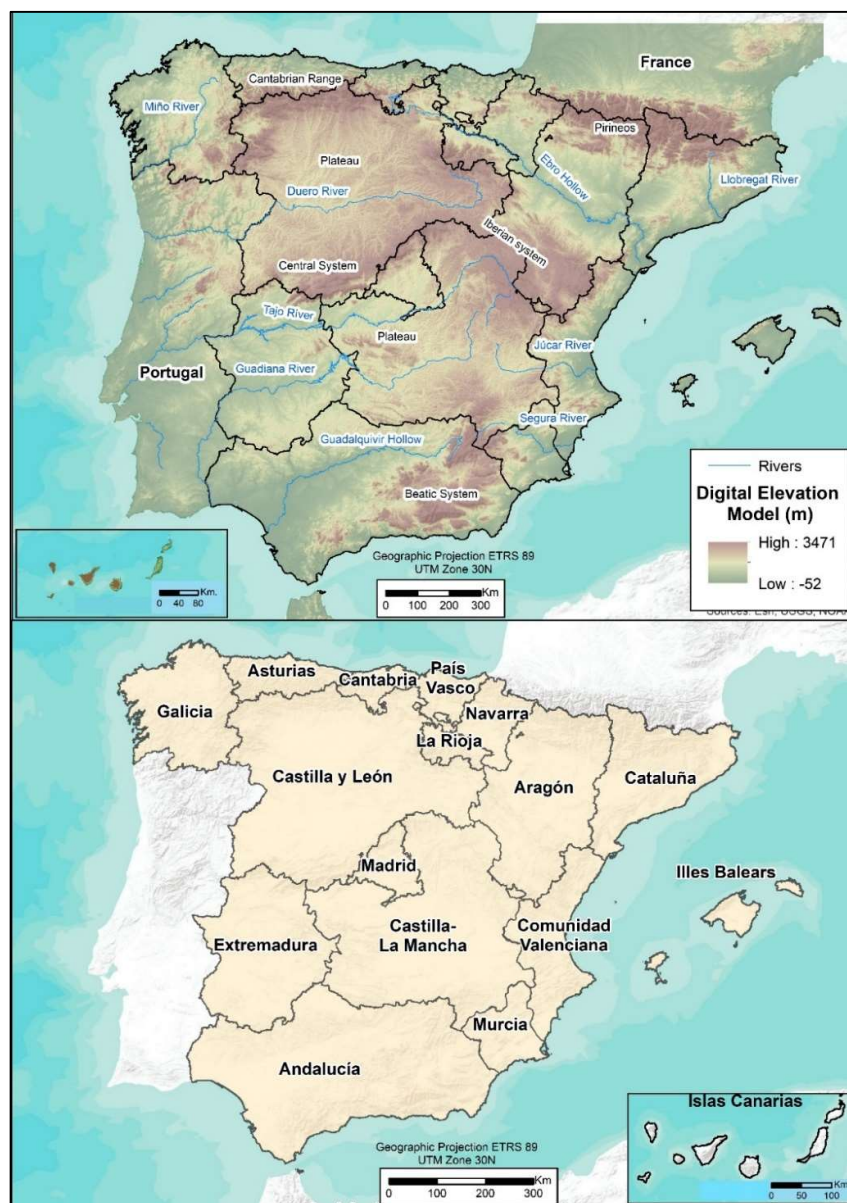 France
Cantabrian Range
Miño River
Pirineos
Plateau
Ebro Hollow
Llobregat River
Duero River
Iberian system
Central System
Tajo River
Plateau
Júcar River
Portugal
Guadiana River
Segura River
Guadalquivir Hollow
Beatic System
Rivers
Digital Elevation
Model (m)
High : 3471
Low : -52
Geographic Projection ETRS 89
UTM Zone 30N
Km.
0 40 80
Km
0 100 200 300
Sources: Esri, USGS, NOAA
País
Vasco
Asturias
Cantabria
Galicia
Navarra
La Rioja
Castilla y León
Aragón
Cataluña
Madrid
Illes Balears
Extremadura
Castilla-
La Mancha
Comunidad
Valenciana
Murcia
Andalucía
Islas Canarias
Geographic Projection ETRS 89
UTM Zone 30N
Km
0 100 200 300
Km
0 50 100